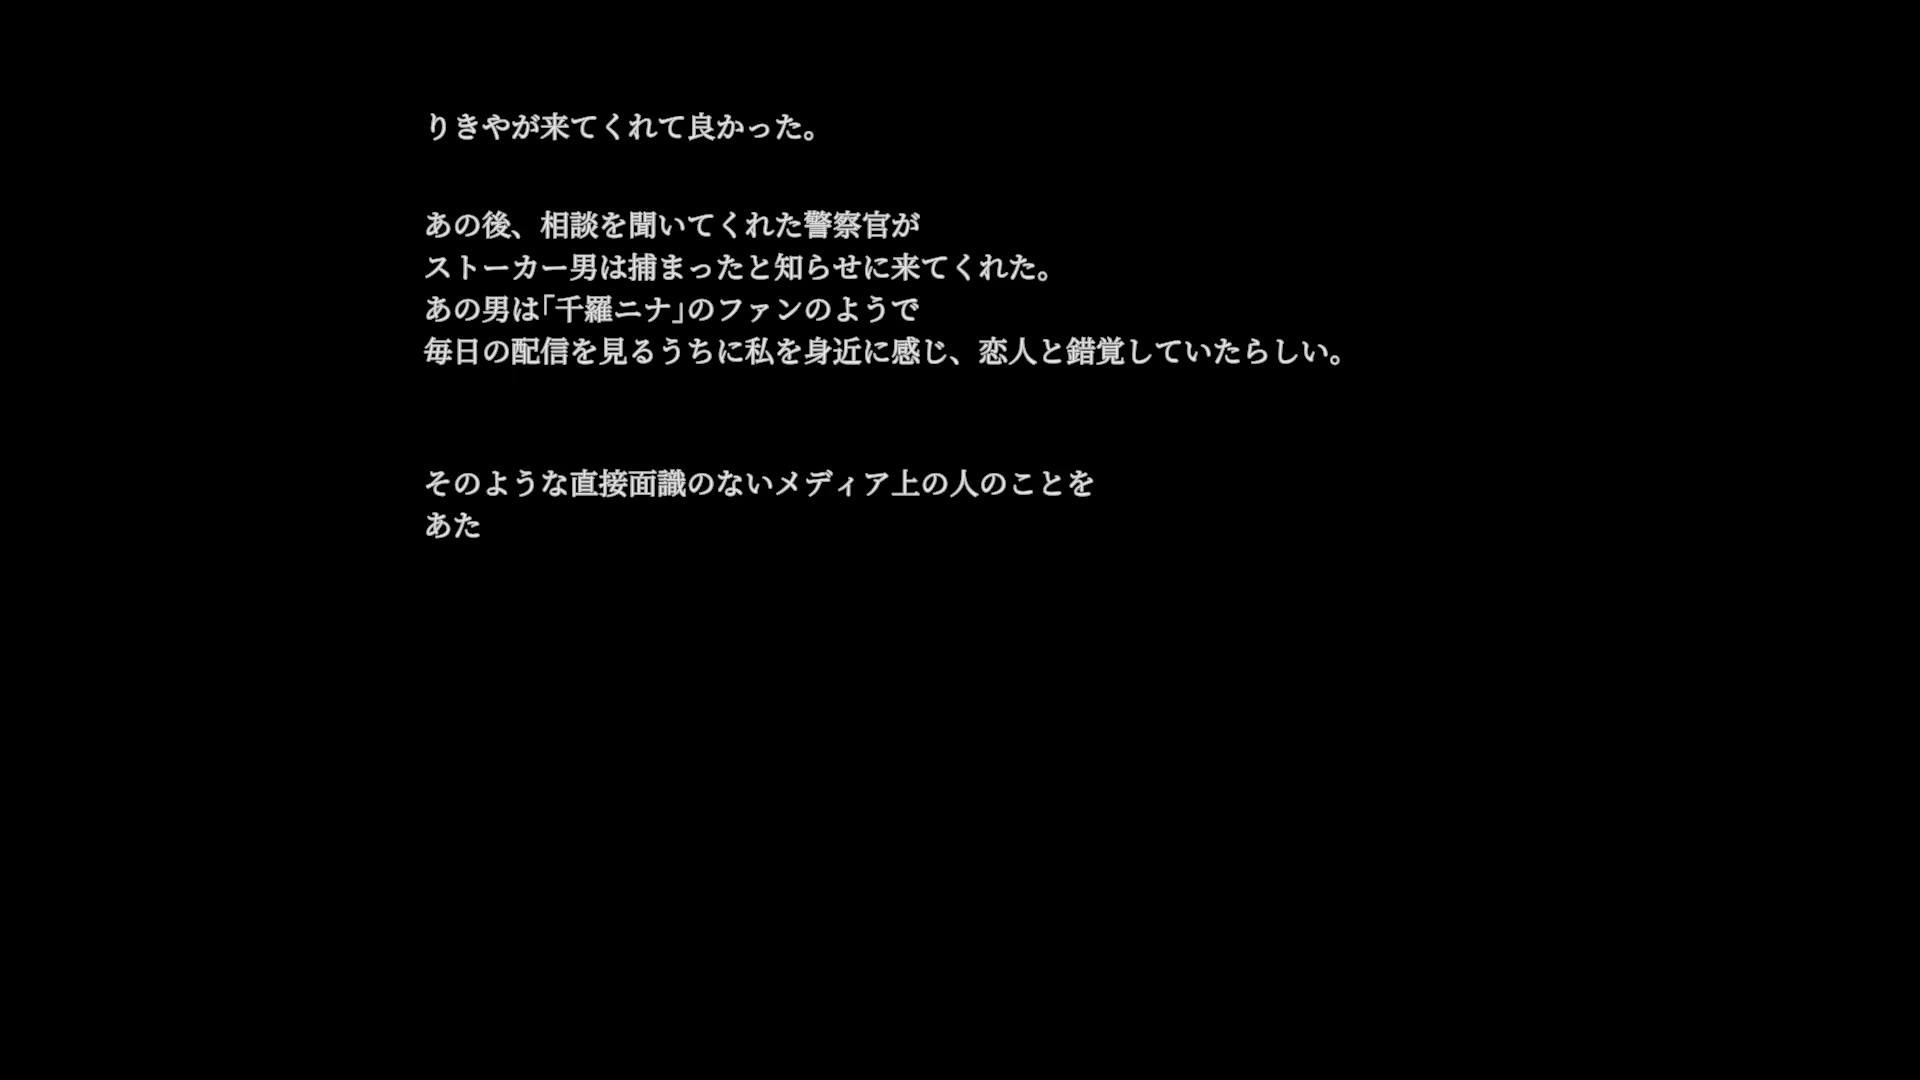 りきやが来てくれて良かった。
あの後、相談を聞いてくれた警察官が
ストーカー男は捕まったと知らせに来てくれた。
あの男は｢千羅ニナ｣のファンのようで
毎日の配信を見るうちに私を身近に感じ、恋人と錯覚していたらしい。
そのような直接面識のないメディア上の人のことを
あた